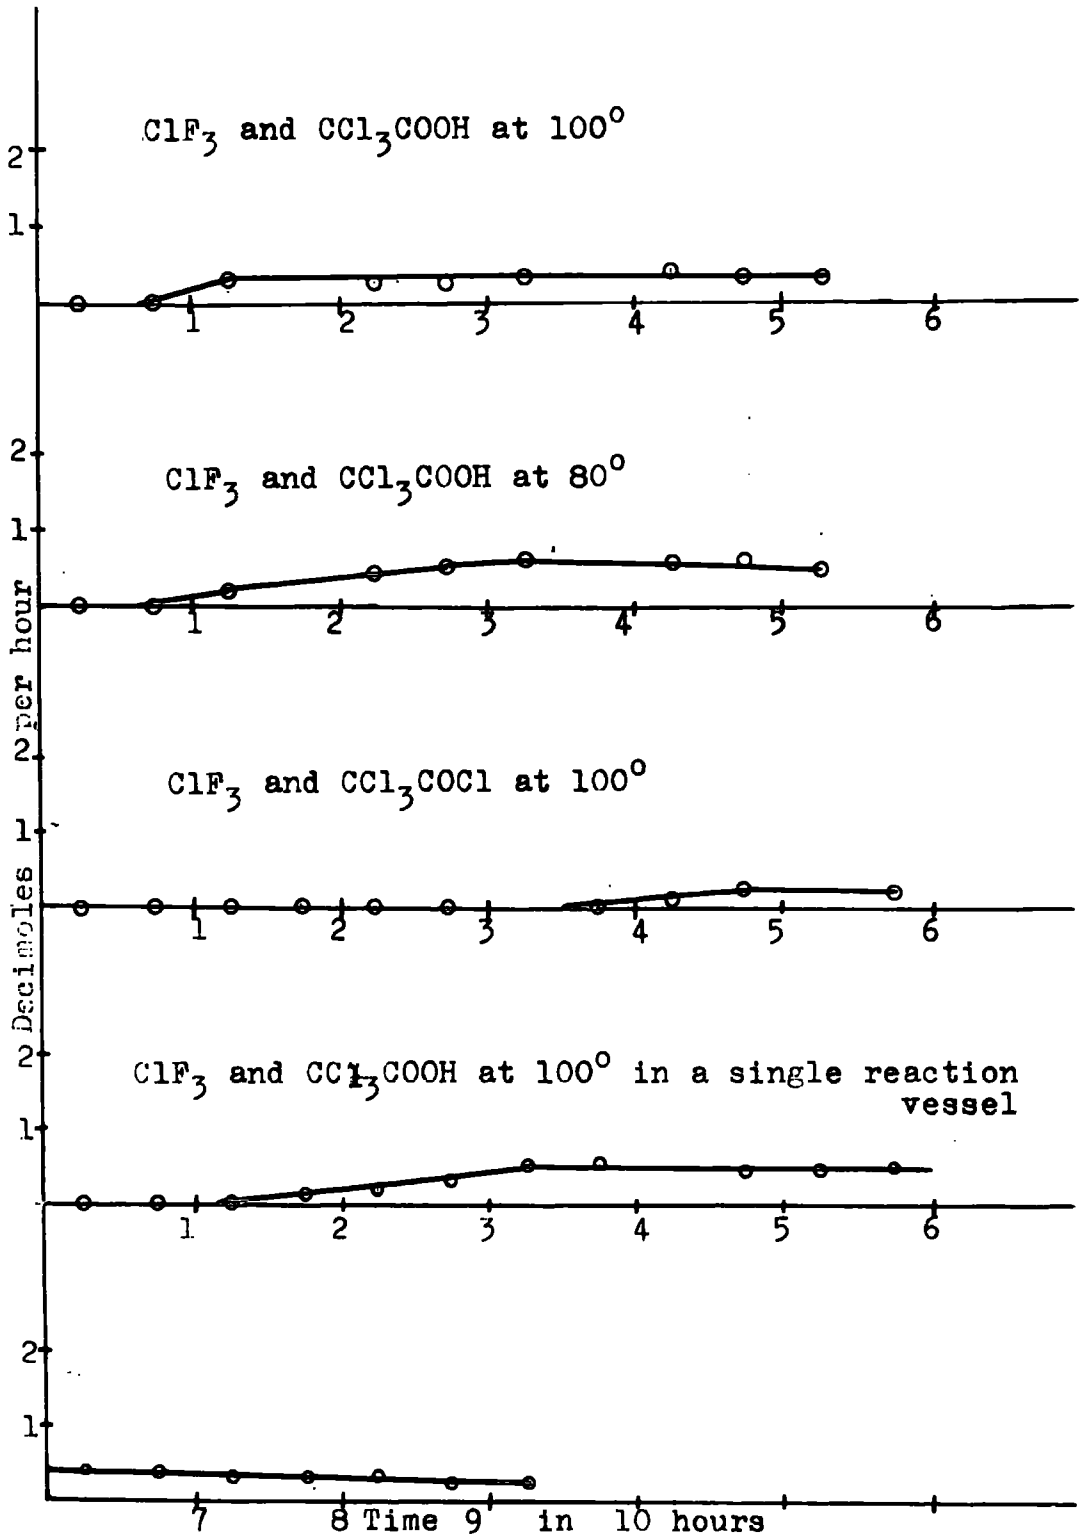 ClF3 and CCl3COOH at 100°
2
1
1 2 3 4 5 6
2
ClF3 and CCl3COOH at 80°
1
1 2 3 4 5 6
Decimoles per hour
2
ClF3 and CCl3COCl at 100°
1
1 2 3 4 5 6
2
ClF3 and CCl3COOH at 100° in a single reaction
vessel
1
1 2 3 4 5 6
2
1
7 8 Time 9 in 10 hours